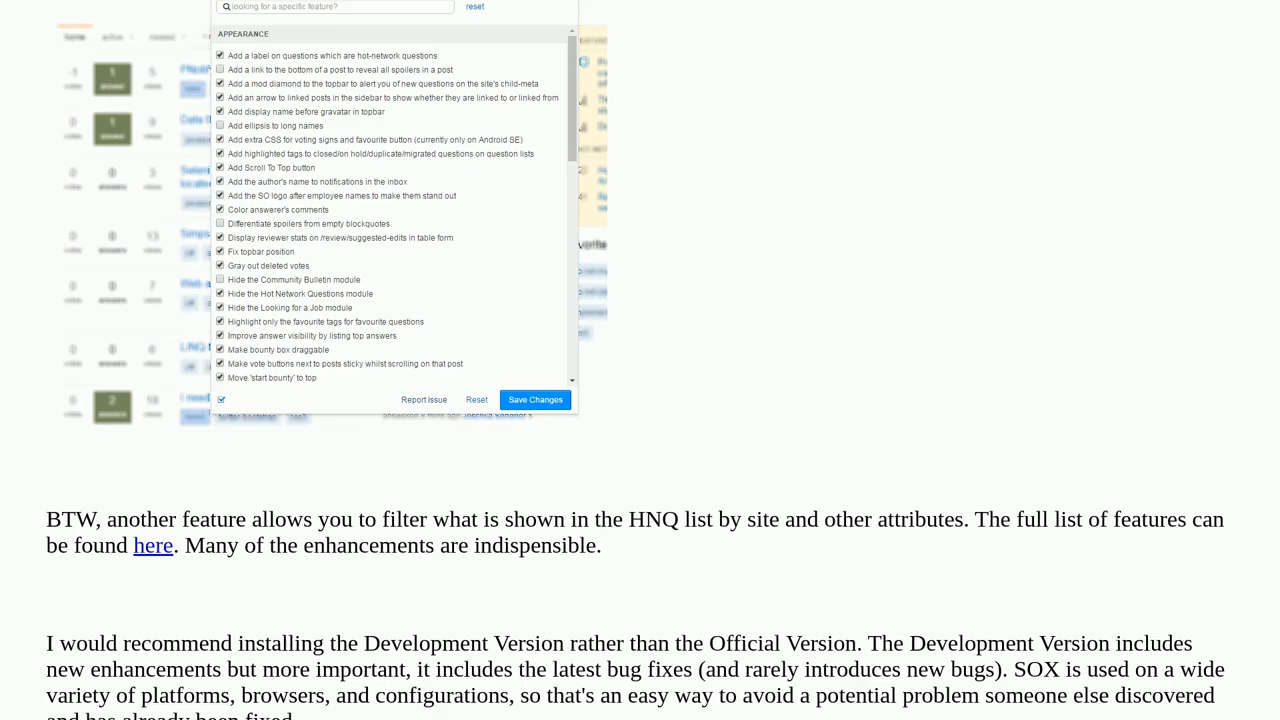 looking for a specific feature? reset
APPEARANCE
Add a label on questions which are hot-network questions
Add a link to the bottom of a post to reveal all spoilers in a post
Add a mod diamond to the topbar to alert you of new questions on the site's child-meta
Add an arrow to linked posts in the sidebar to show whether they are linked to or linked from
Add display name before gravatar in topbar
Add ellipsis to long names
Add extra CSS for voting signs and favourite button (currently only on Android SE)
Add highlighted tags to closed/on hold/duplicate/migrated questions on question lists
Add Scroll To Top button
Add the author's name to notifications in the inbox
Add the SO logo after employee names to make them stand out
Color answerer's comments
Differentiate spoilers from empty blockquotes
Display reviewer stats on /review/suggested-edits in table form
Fix topbar position
Gray out deleted votes
Hide the Community Bulletin module
Hide the Hot Network Questions module
Hide the Looking for a Job module
Highlight only the favourite tags for favourite questions
Improve answer visibility by listing top answers
Make bounty box draggable
Make vote buttons next to posts sticky whilst scrolling on that post
Move 'start bounty' to top
Report Issue Reset Save Changes
BTW, another feature allows you to filter what is shown in the HNQ list by site and other attributes. The full list of features can
be found here. Many of the enhancements are indispensible.
I would recommend installing the Development Version rather than the Official Version. The Development Version includes
new enhancements but more important, it includes the latest bug fixes (and rarely introduces new bugs). SOX is used on a wide
variety of platforms, browsers, and configurations, so that's an easy way to avoid a potential problem someone else discovered
and has already been fixed